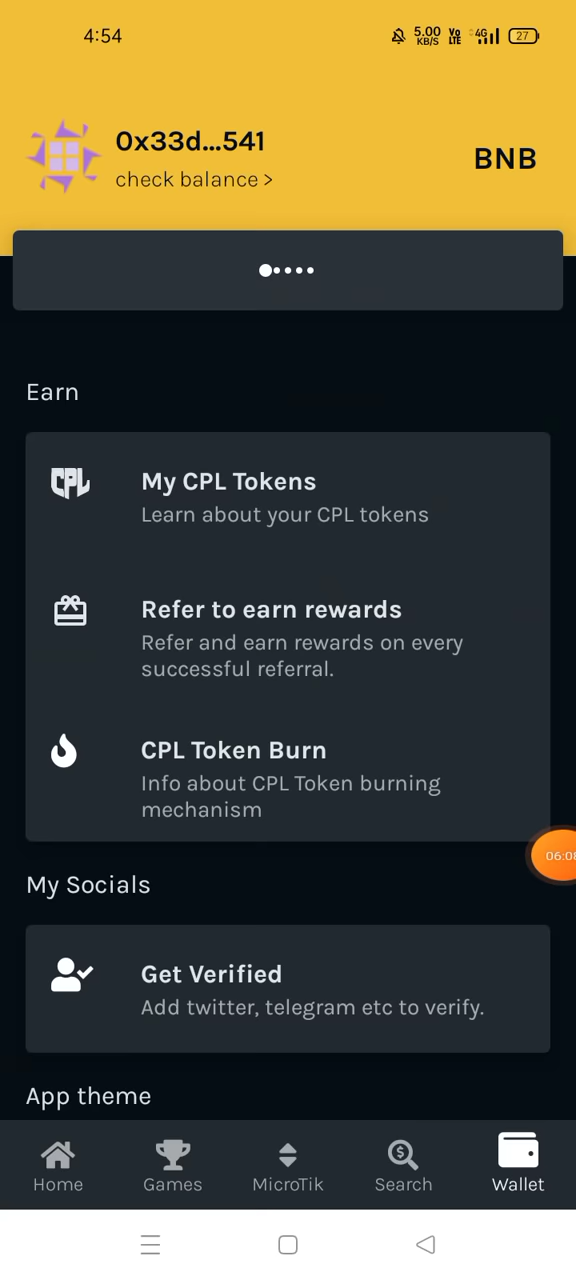 4:54
5.00
KB/S
Vo
LTE
4G
27
0x33d...541
check balance >
BNB
Earn
CPL
My CPL Tokens
Learn about your CPL tokens
Refer to earn rewards
Refer and earn rewards on every
successful referral.
CPL Token Burn
Info about CPL Token burning
mechanism
06:08
My Socials
Get Verified
Add twitter, telegram etc to verify.
App theme
Home
Games
MicroTik
Search
Wallet